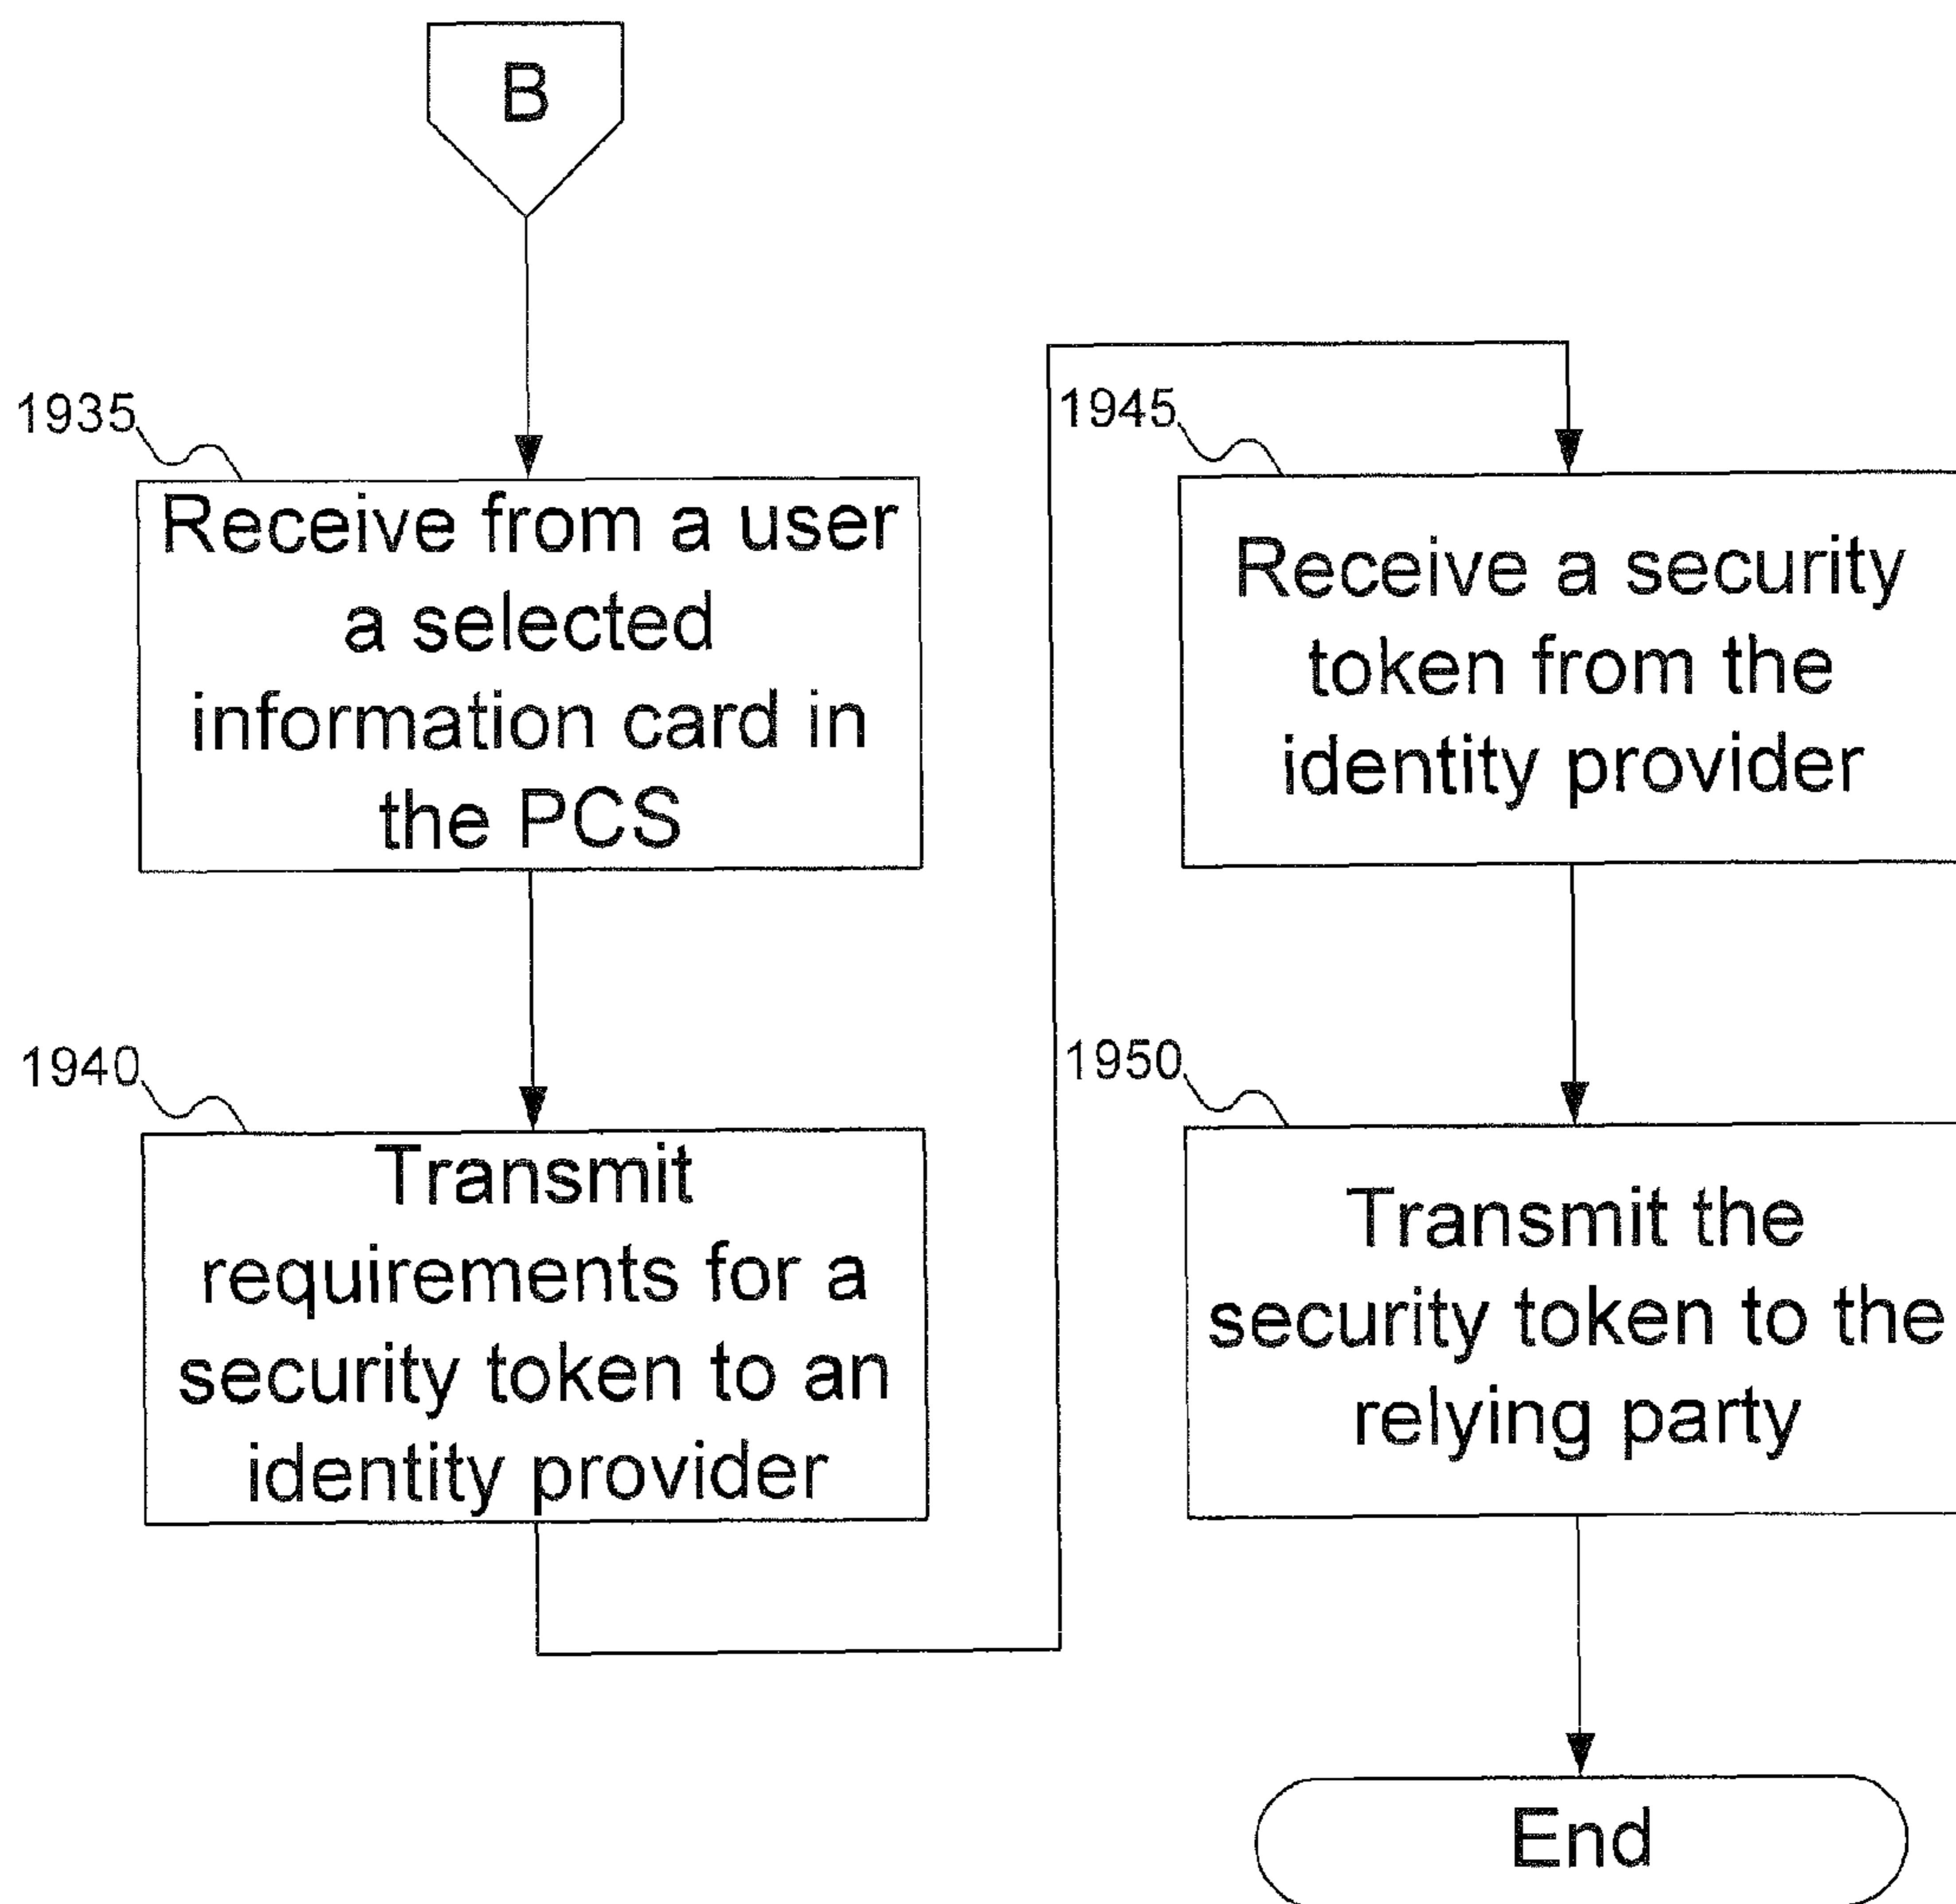 B
1935
Receive from a user
a selected
information card in
the PCS
1940
Transmit
requirements for a
security token to an
identity provider
1945
Receive a security
token from the
identity provider
1950
Transmit the
security token to the
relying party
End